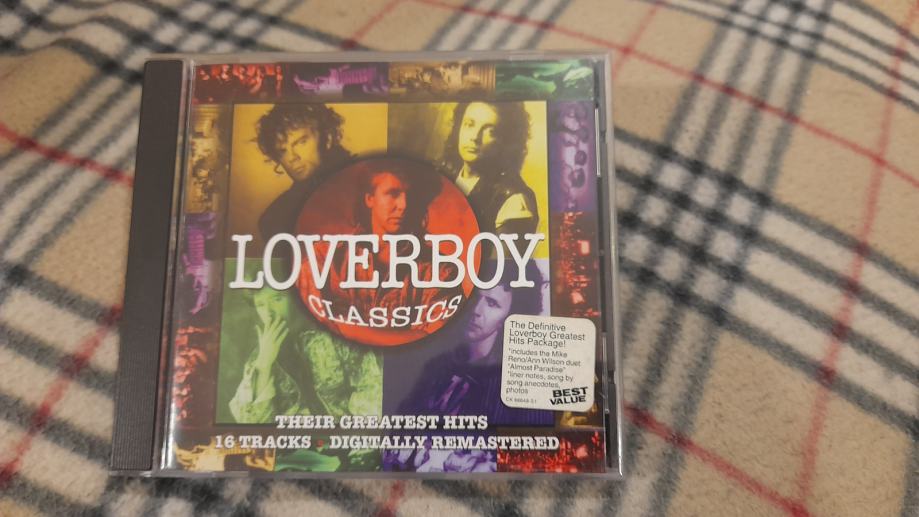 LOVERBOY
CLASSICS
The Definitive
Loverboy Greatest
Hits Package!
*includes the Mike
Reno/Ann Wilson duet
"Almost Paradise"
*liner notes, song by
song anecdotes,
photos
BEST
VALUE
THEIR GREATEST HITS
16 TRACKS • DIGITALLY REMASTERED